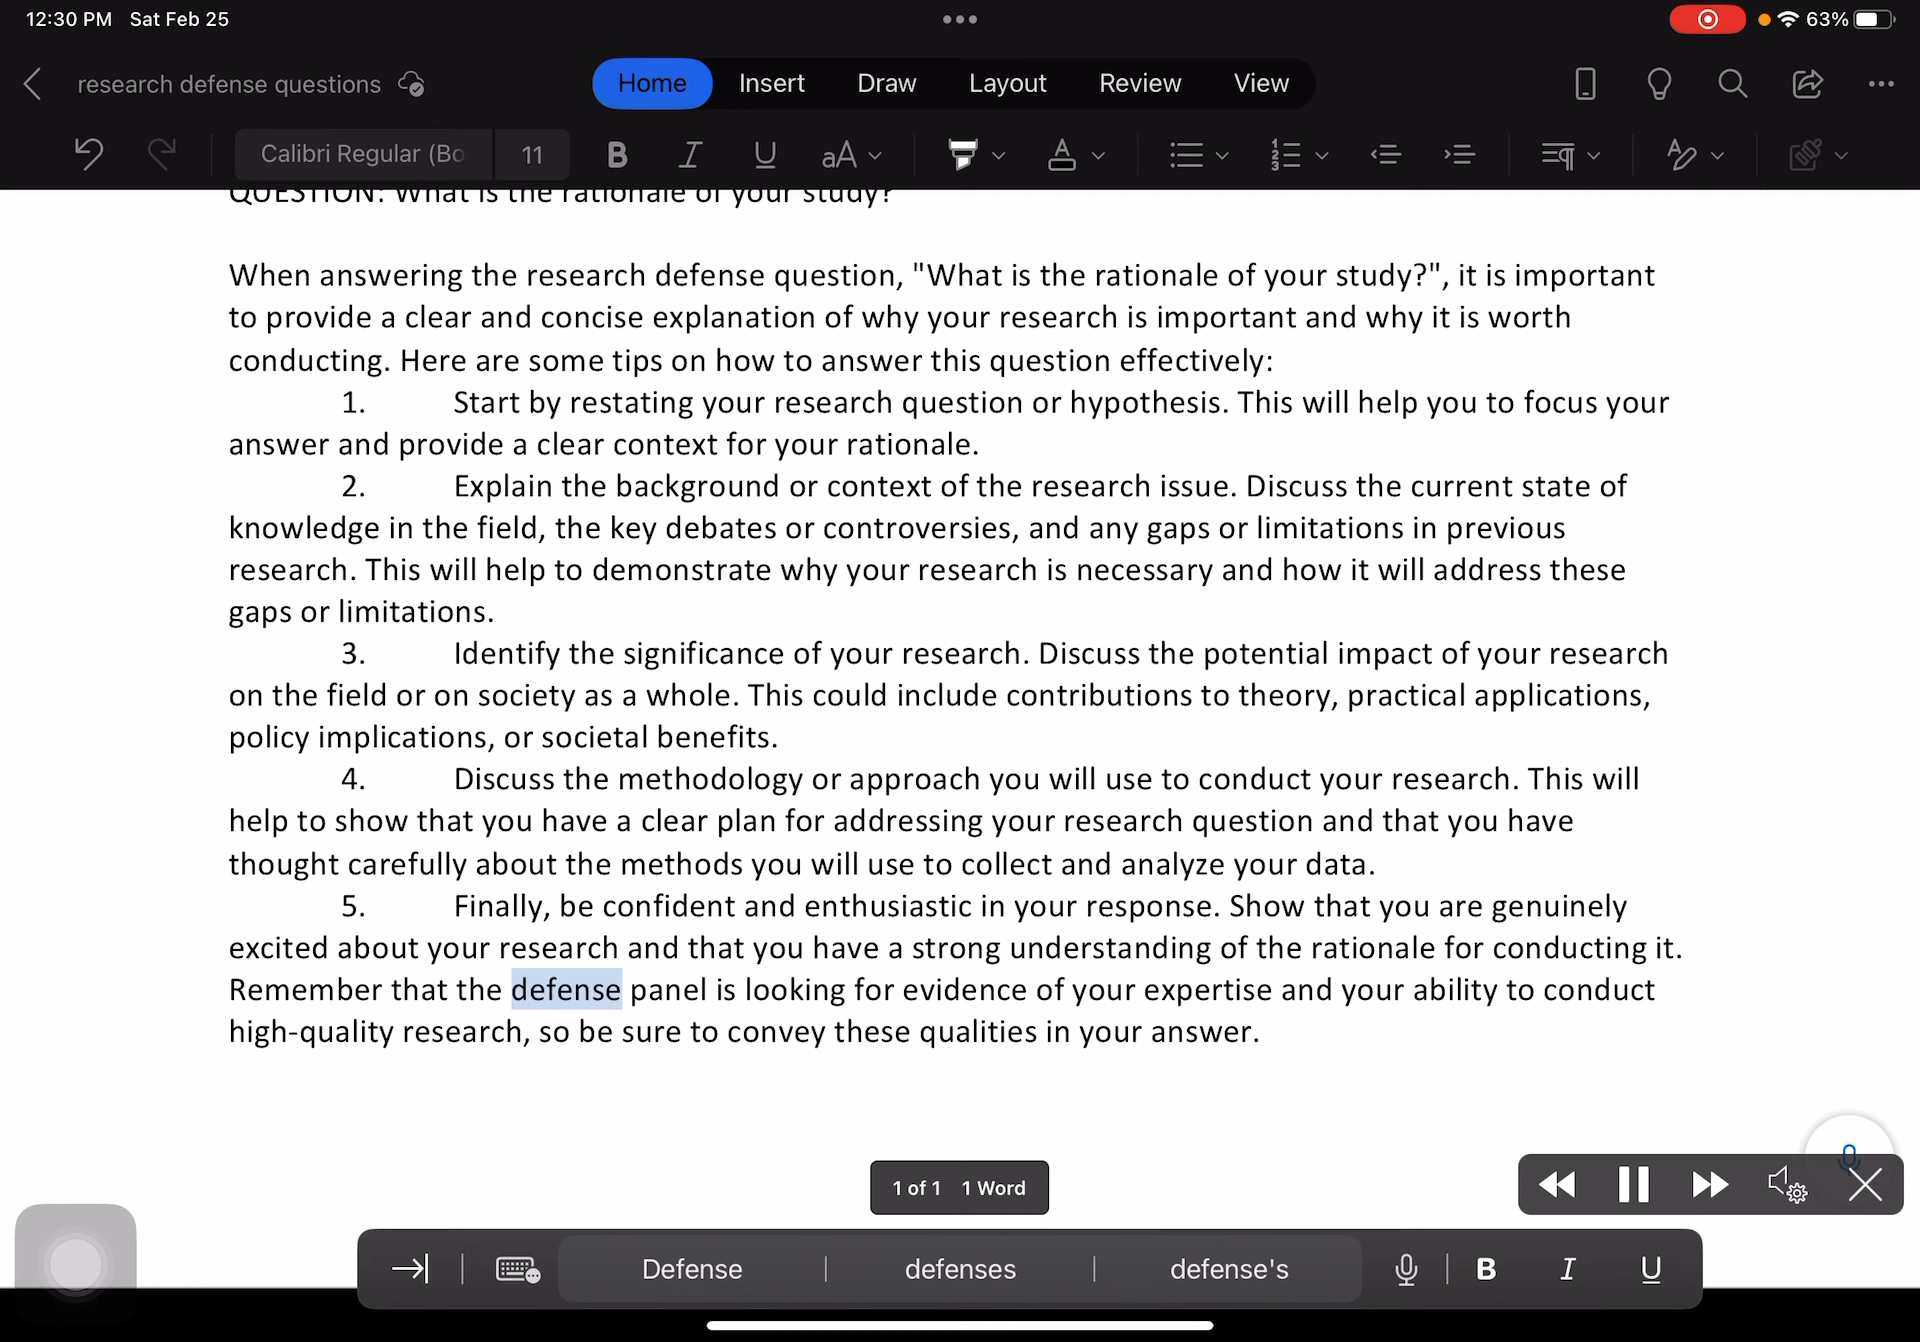 12:30 PM Sat Feb 25
63%
research defense questions
Home Insert Draw Layout Review View
Calibri Regular (Bo 11 B I U aA A
QUESTION: What is the rationale of your study?
When answering the research defense question, "What is the rationale of your study?", it is important
to provide a clear and concise explanation of why your research is important and why it is worth
conducting. Here are some tips on how to answer this question effectively:
1. Start by restating your research question or hypothesis. This will help you to focus your
answer and provide a clear context for your rationale.
2. Explain the background or context of the research issue. Discuss the current state of
knowledge in the field, the key debates or controversies, and any gaps or limitations in previous
research. This will help to demonstrate why your research is necessary and how it will address these
gaps or limitations.
3. Identify the significance of your research. Discuss the potential impact of your research
on the field or on society as a whole. This could include contributions to theory, practical applications,
policy implications, or societal benefits.
4. Discuss the methodology or approach you will use to conduct your research. This will
help to show that you have a clear plan for addressing your research question and that you have
thought carefully about the methods you will use to collect and analyze your data.
5. Finally, be confident and enthusiastic in your response. Show that you are genuinely
excited about your research and that you have a strong understanding of the rationale for conducting it.
Remember that the defense panel is looking for evidence of your expertise and your ability to conduct
high-quality research, so be sure to convey these qualities in your answer.
1 of 1 1 Word
Defense defenses defense's B I U